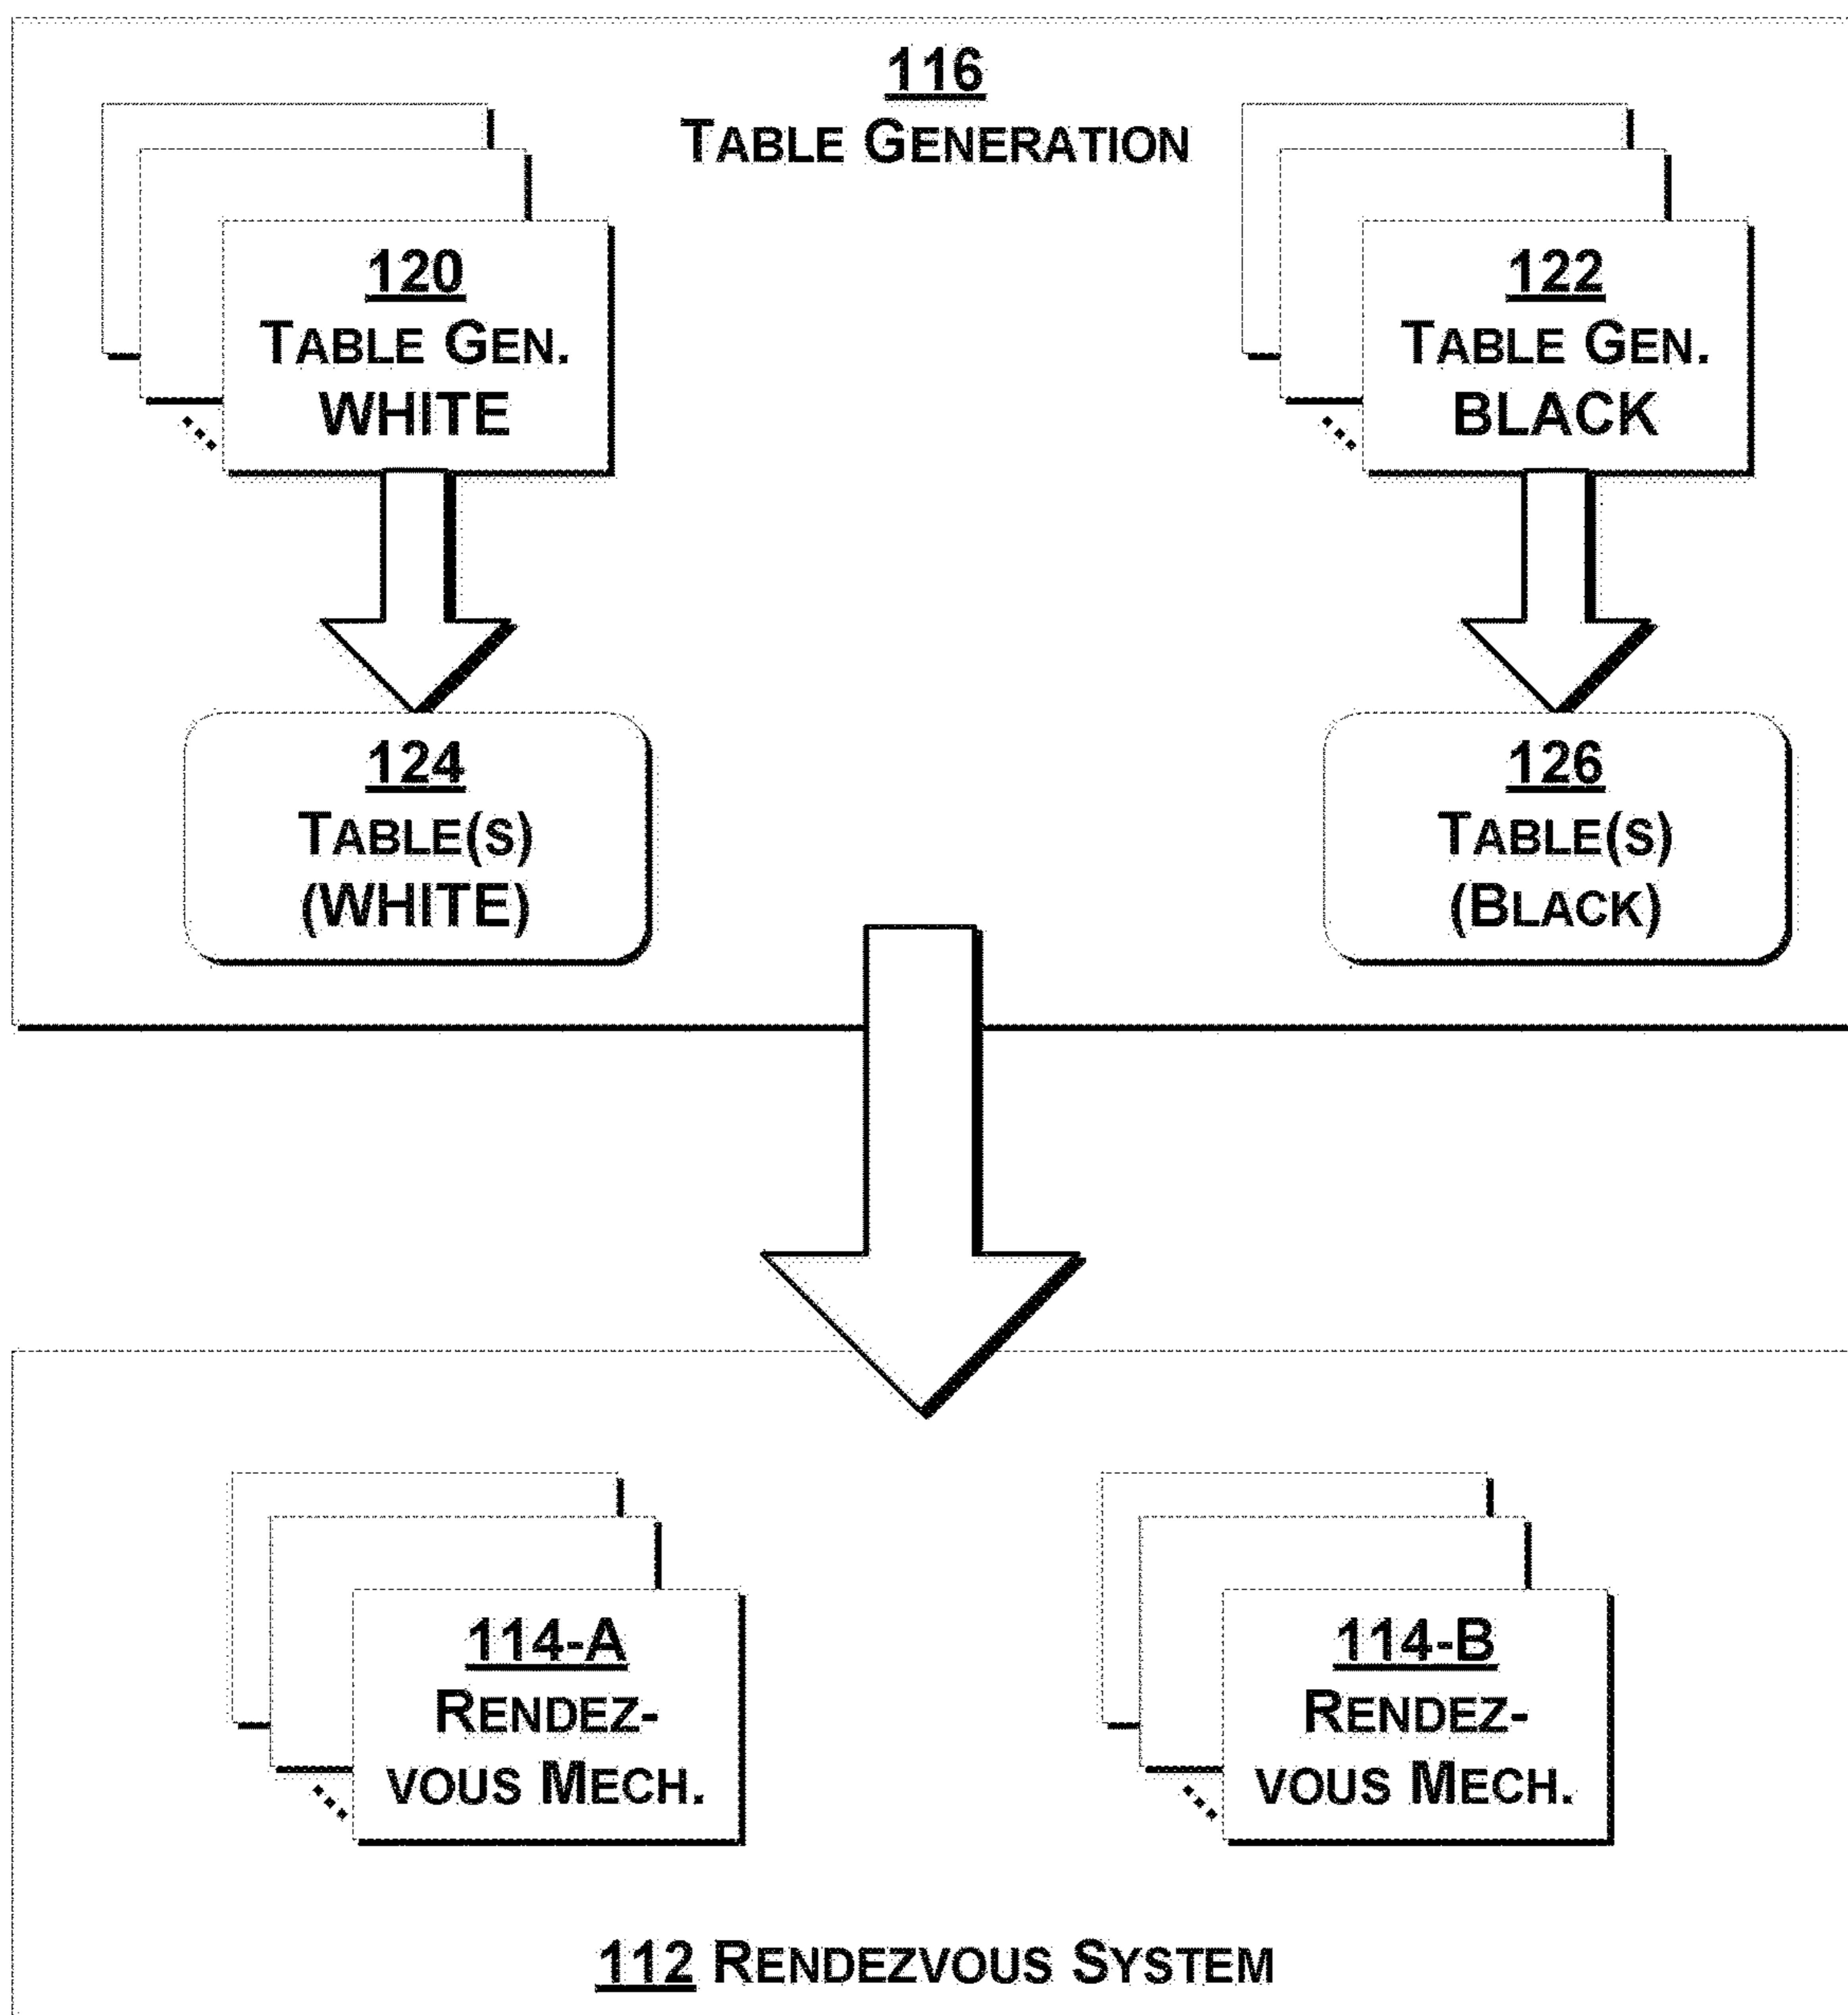 116
TABLE GENERATION
120
TABLE GEN.
WHITE
122
TABLE GEN.
BLACK
124
TABLE(S)
(WHITE)
126
TABLE(S)
(BLACK)
114-A
RENDEZ-
VOUS MECH.
114-B
RENDEZ-
VOUS MECH.
112 RENDEZVOUS SYSTEM